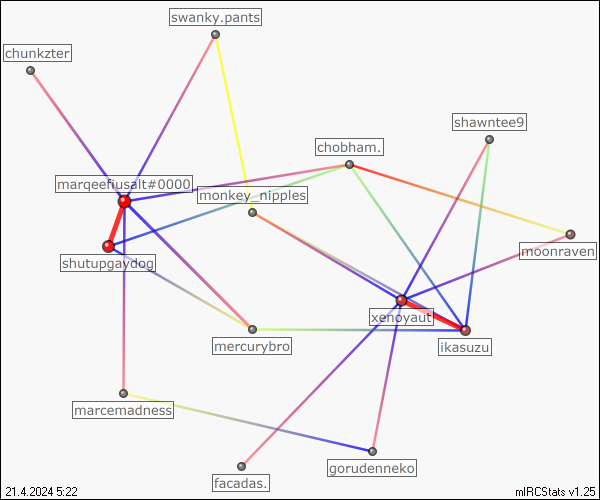 swanky.pants
chunkzter
shawntee9
chobham.
marqeefiusalt#0000
monkey_nipples
moonraven
shutupgaydog
xenoyaut
mercurybro
ikasuzu
marcemadness
gorudenneko
facadas.
21.4.2024 5:22
mIRCStats v1.25